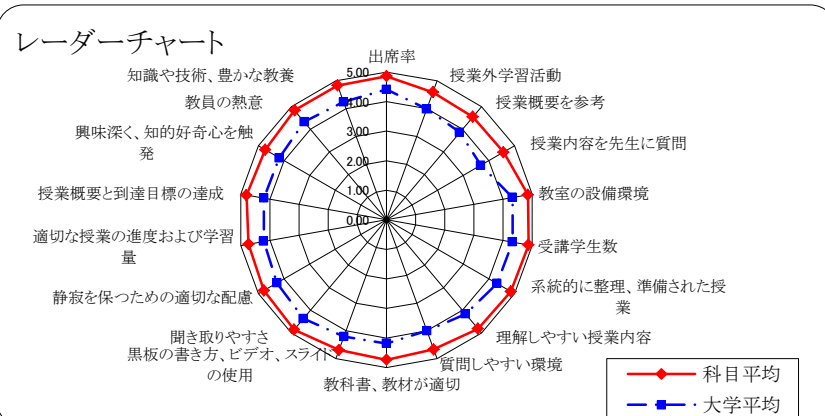 レーダーチャート
出席率
授業外学習活動
授業概要を参考
授業内容を先生に質問
教室の設備環境
受講学生数
系統的に整理、準備された授
業
理解しやすい授業内容
質問しやすい環境
教科書、教材が適切
黒板の書き方、ビデオ、スライド
の使用
聞き取りやすさ
静寂を保つための適切な配慮
適切な授業の進度および学習
量
授業概要と到達目標の達成
興味深く、知的好奇心を触
発
教員の熱意
知識や技術、豊かな教養
5.00
4.00
3.00
2.00
1.00
0.00
科目平均
大学平均